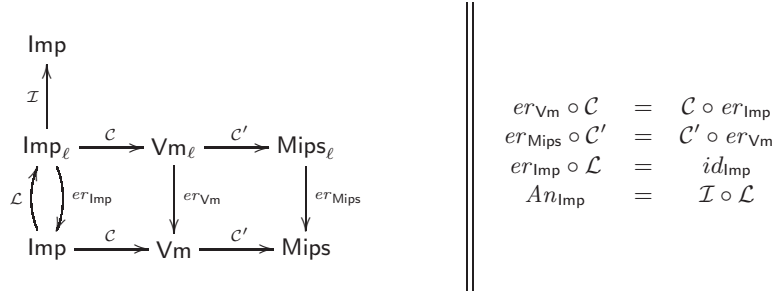 Imp
𝓘
Imp_ℓ 𝒞 Vm_ℓ 𝒞′ Mips_ℓ
𝓛 er_Imp er_Vm er_Mips
Imp 𝒞 Vm 𝒞′ Mips
er_Vm ∘ 𝒞 = 𝒞 ∘ er_Imp
er_Mips ∘ 𝒞′ = 𝒞′ ∘ er_Vm
er_Imp ∘ 𝓛 = id_Imp
An_Imp = 𝓘 ∘ 𝓛